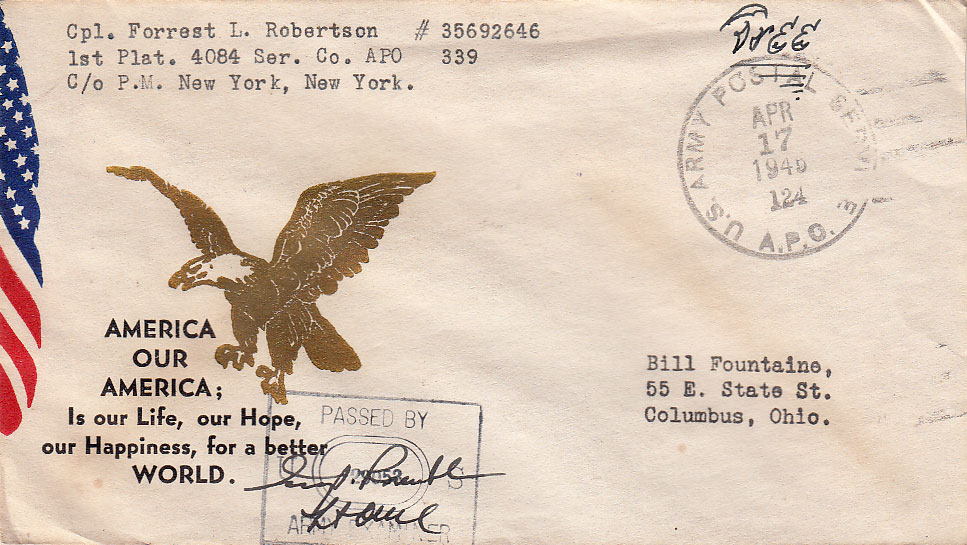 Cpl. Forrest L. Robertson # 35692646
1st Plat. 4084 Ser. Co. APO 339
C/o P.M. New York, New York.
Free
U.S. ARMY POSTAL SERVICE
APR
17
1945
124
A.P.O.
AMERICA
OUR
AMERICA;
Is our Life, our Hope,
our Happiness, for a better
WORLD.
Bill Fountaine,
55 E. State St.
Columbus, Ohio.
PASSED BY
S
ARMY EXAMINER